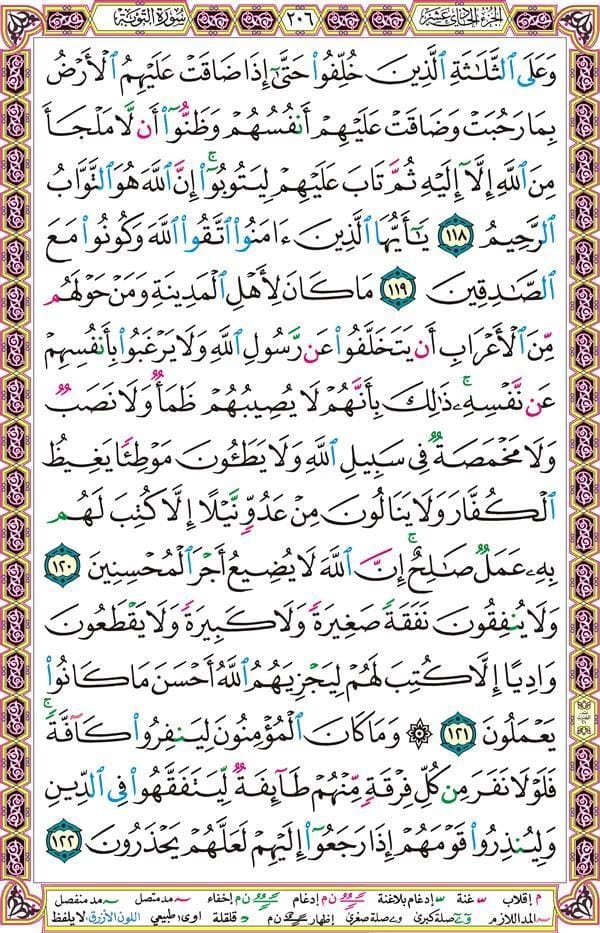 الجزء الحادي عشر ٢٠٦ سورة التوبة
وَعَلَى ٱلثَّلَٰثَةِ ٱلَّذِينَ خُلِّفُوا۟ حَتَّىٰٓ إِذَا ضَاقَتْ عَلَيْهِمُ ٱلْأَرْضُ
بِمَا رَحُبَتْ وَضَاقَتْ عَلَيْهِمْ أَنفُسُهُمْ وَظَنُّوٓا۟ أَن لَّا مَلْجَأَ
مِنَ ٱللَّهِ إِلَّآ إِلَيْهِ ثُمَّ تَابَ عَلَيْهِمْ لِيَتُوبُوٓا۟ ۚ إِنَّ ٱللَّهَ هُوَ ٱلتَّوَّابُ
ٱلرَّحِيمُ ١١٨ يَٰٓأَيُّهَا ٱلَّذِينَ ءَامَنُوا۟ ٱتَّقُوا۟ ٱللَّهَ وَكُونُوا۟ مَعَ
ٱلصَّٰدِقِينَ ١١٩ مَا كَانَ لِأَهْلِ ٱلْمَدِينَةِ وَمَنْ حَوْلَهُم
مِّنَ ٱلْأَعْرَابِ أَن يَتَخَلَّفُوا۟ عَن رَّسُولِ ٱللَّهِ وَلَا يَرْغَبُوا۟ بِأَنفُسِهِمْ
عَن نَّفْسِهِۦ ۚ ذَٰلِكَ بِأَنَّهُمْ لَا يُصِيبُهُمْ ظَمَأٌ وَلَا نَصَبٌ
وَلَا مَخْمَصَةٌ فِى سَبِيلِ ٱللَّهِ وَلَا يَطَـُٔونَ مَوْطِئًا يَغِيظُ
ٱلْكُفَّارَ وَلَا يَنَالُونَ مِنْ عَدُوٍّ نَّيْلًا إِلَّا كُتِبَ لَهُم
بِهِۦ عَمَلٌ صَٰلِحٌ ۚ إِنَّ ٱللَّهَ لَا يُضِيعُ أَجْرَ ٱلْمُحْسِنِينَ ١٢٠
وَلَا يُنفِقُونَ نَفَقَةً صَغِيرَةً وَلَا كَبِيرَةً وَلَا يَقْطَعُونَ
وَادِيًا إِلَّا كُتِبَ لَهُمْ لِيَجْزِيَهُمُ ٱللَّهُ أَحْسَنَ مَا كَانُوا۟
يَعْمَلُونَ ١٢١ ۞ وَمَا كَانَ ٱلْمُؤْمِنُونَ لِيَنفِرُوا۟ كَآفَّةً ۚ
فَلَوْلَا نَفَرَ مِن كُلِّ فِرْقَةٍ مِّنْهُمْ طَآئِفَةٌ لِّيَتَفَقَّهُوا۟ فِى ٱلدِّينِ
وَلِيُنذِرُوا۟ قَوْمَهُمْ إِذَا رَجَعُوٓا۟ إِلَيْهِمْ لَعَلَّهُمْ يَحْذَرُونَ ١٢٢
م إقلاب غنة إدغام بلاغنة ن م إدغام ن م إخفاء مد متصل مد منفصل
المد اللازم صلة كبرى صلة صغرى إظهار ن م قلقلة اوى طبيعي اللون الأزرق لا يلفظ